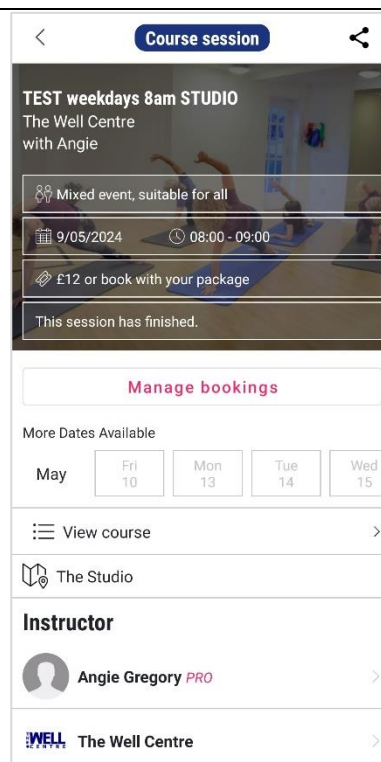 Course session
TEST weekdays 8am STUDIO
The Well Centre
with Angie
Mixed event, suitable for all
9/05/2024 08:00 - 09:00
£12 or book with your package
This session has finished.
Manage bookings
More Dates Available
May Fri 10 Mon 13 Tue 14 Wed 15
View course
The Studio
Instructor
Angie Gregory PRO
WELL CENTRE The Well Centre